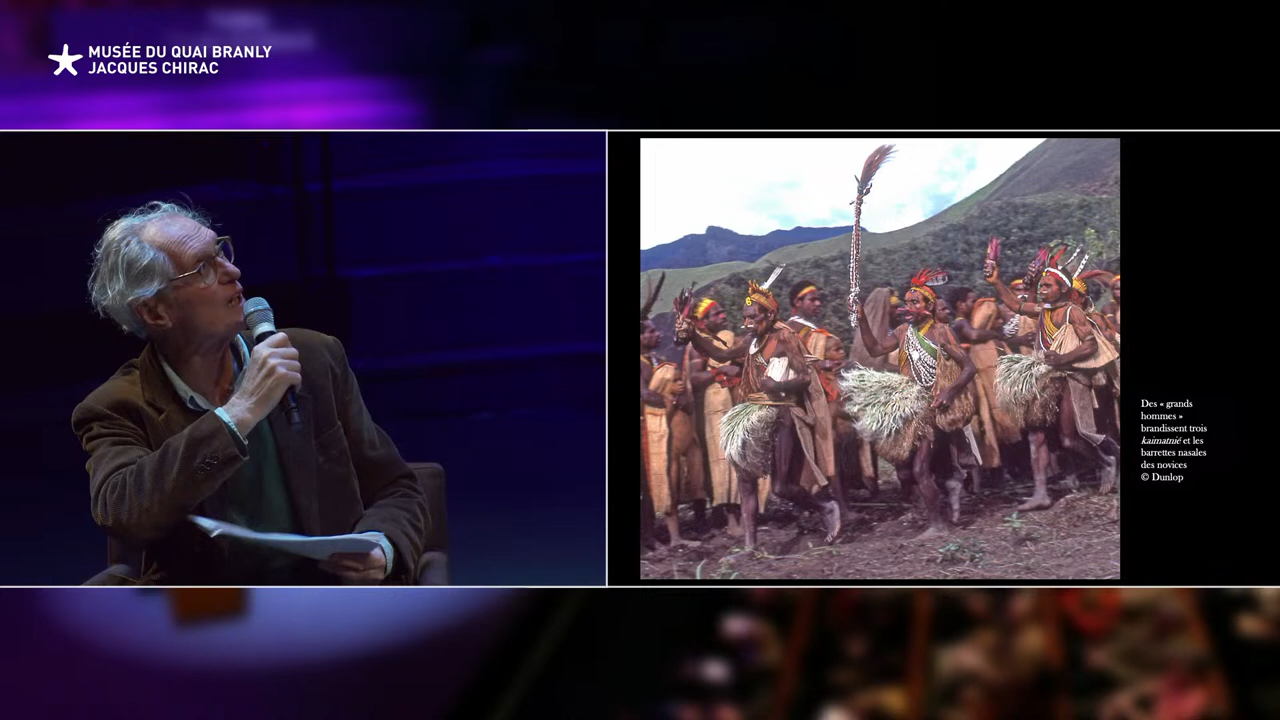 MUSÉE DU QUAI BRANLY
JACQUES CHIRAC
Des « grands
hommes »
brandissent trois
kaimatnié et les
barrettes nasales
des novices
© Dunlop